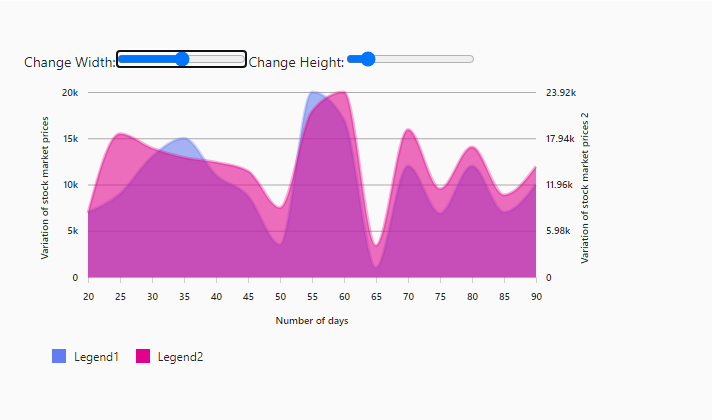 Change Width: Change Height:
20k 23.92k
15k 17.94k
10k 11.96k
5k 5.98k
0 0
Variation of stock market prices
Variation of stock market prices 2
20 25 30 35 40 45 50 55 60 65 70 75 80 85 90
Number of days
Legend1 Legend2